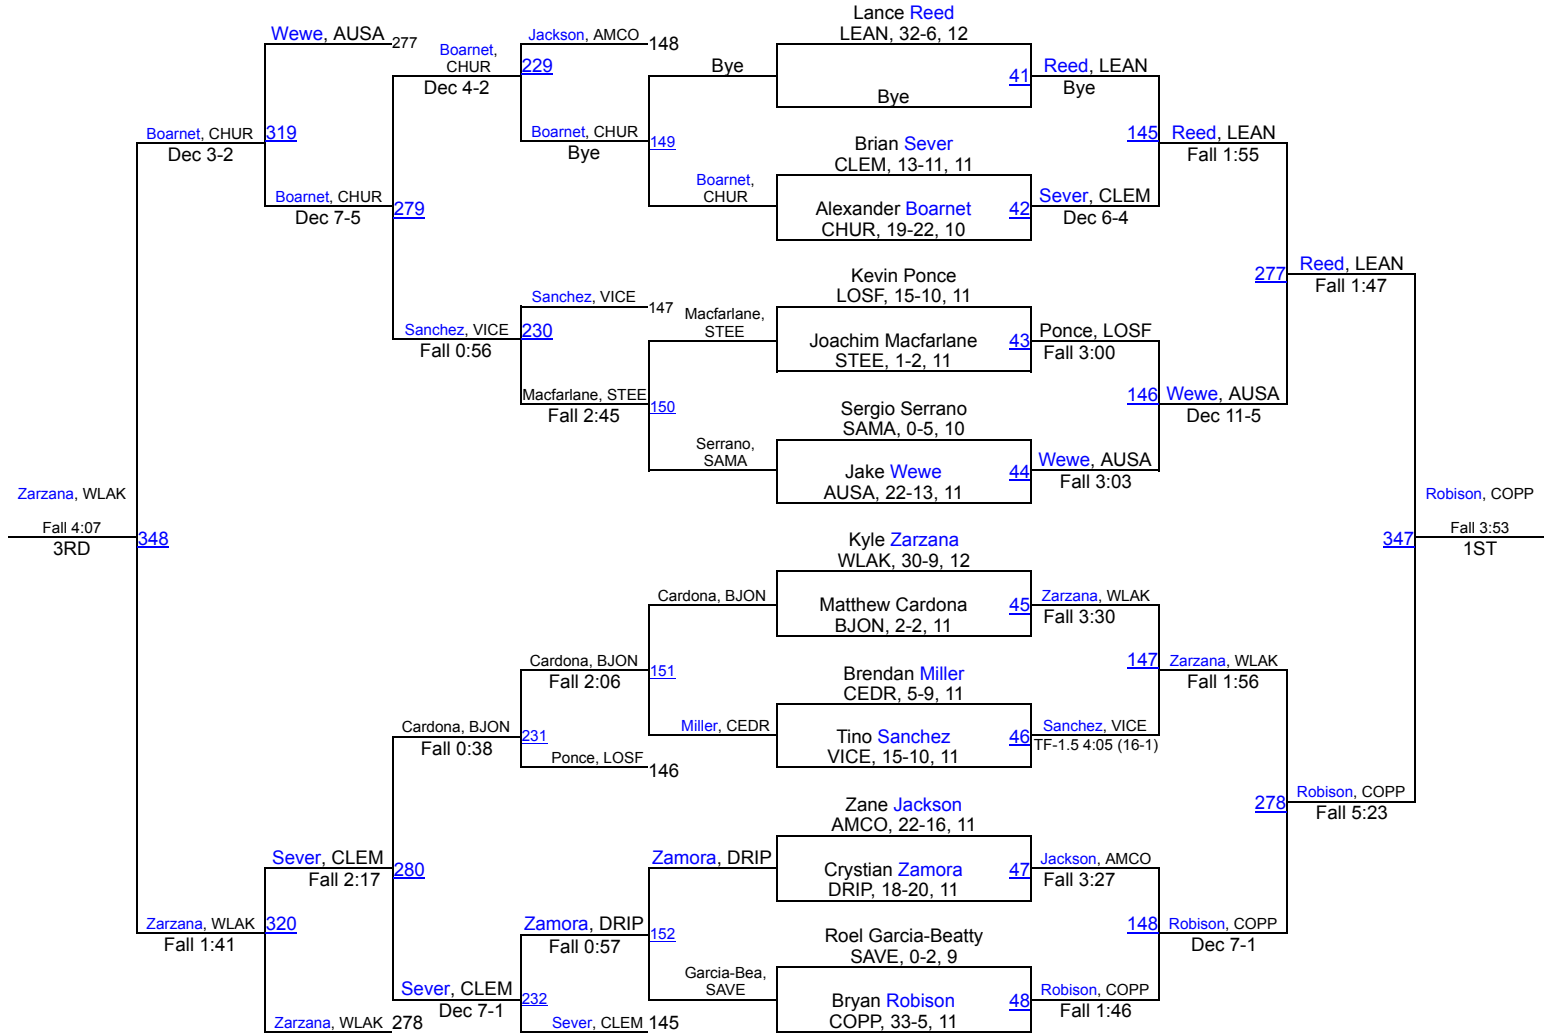 Wewe, AUSA 277
Boarnet, CHUR
Dec 3-2
319
Boarnet, CHUR
Dec 7-5
Boarnet,
CHUR
Dec 4-2
279
Sanchez, VICE
Fall 0:56
Jackson, AMCO 148
229
Boarnet, CHUR
Bye
Sanchez, VICE 147
230
Macfarlane, STEE
Fall 2:45
Bye
149
Boarnet,
CHUR
Macfarlane,
STEE
150
Serrano,
SAMA
Lance Reed
LEAN, 32-6, 12
41
Bye
Brian Sever
CLEM, 13-11, 11
Alexander Boarnet
42
CHUR, 19-22, 10
Kevin Ponce
LOSF, 15-10, 11
Joachim Macfarlane
43
STEE, 1-2, 11
Sergio Serrano
SAMA, 0-5, 10
Jake Wewe
44
AUSA, 22-13, 11
Reed, LEAN
Bye
145
Sever, CLEM
Dec 6-4
Ponce, LOSF
Fall 3:00
146
Wewe, AUSA
Fall 3:03
Reed, LEAN
Fall 1:55
277
Wewe, AUSA
Dec 11-5
Reed, LEAN
Fall 1:47
Zarzana, WLAK
Fall 4:07
3RD
348
Robison, COPP
347
Fall 3:53
1ST
Kyle Zarzana
WLAK, 30-9, 12
Matthew Cardona
45
BJON, 2-2, 11
Brendan Miller
CEDR, 5-9, 11
Tino Sanchez
46
VICE, 15-10, 11
Zane Jackson
AMCO, 22-16, 11
Crystian Zamora
47
DRIP, 18-20, 11
Roel Garcia-Beatty
SAVE, 0-2, 9
Bryan Robison
48
COPP, 33-5, 11
Zarzana, WLAK
Fall 3:30
147
Sanchez, VICE
TF-1.5 4:05 (16-1)
Jackson, AMCO
Fall 3:27
148
Robison, COPP
Fall 1:46
Zarzana, WLAK
Fall 1:56
278
Robison, COPP
Dec 7-1
Robison, COPP
Fall 5:23
Cardona, BJON
151
Miller, CEDR
Zamora, DRIP
152
Garcia-Bea,
SAVE
Cardona, BJON
Fall 2:06
231
Ponce, LOSF 146
Zamora, DRIP
Fall 0:57
232
Sever, CLEM 145
Cardona, BJON
Fall 0:38
280
Sever, CLEM
Dec 7-1
Sever, CLEM
Fall 2:17
320
Zarzana, WLAK 278
Zarzana, WLAK
Fall 1:41